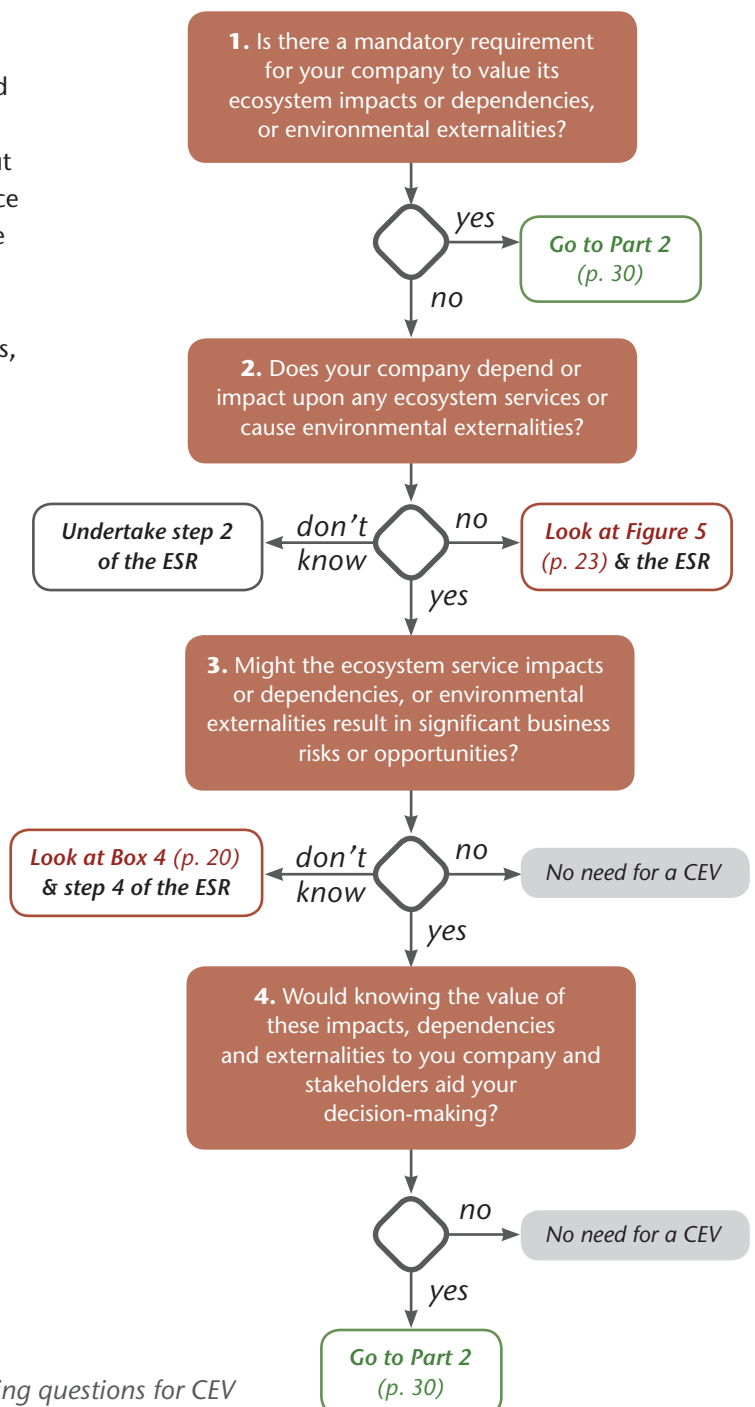 1. Is there a mandatory requirement
for your company to value its
ecosystem impacts or dependencies,
or environmental externalities?
yes
Go to Part 2
(p. 30)
no
2. Does your company depend or
impact upon any ecosystem services or
cause environmental externalities?
Undertake step 2
of the ESR
don't
know
no
Look at Figure 5
(p. 23) & the ESR
yes
3. Might the ecosystem service impacts
or dependencies, or environmental
externalities result in significant business
risks or opportunities?
Look at Box 4 (p. 20)
& step 4 of the ESR
don't
know
no
No need for a CEV
yes
4. Would knowing the value of
these impacts, dependencies
and externalities to you company and
stakeholders aid your
decision-making?
no
No need for a CEV
yes
Go to Part 2
(p. 30)
questions for CEV